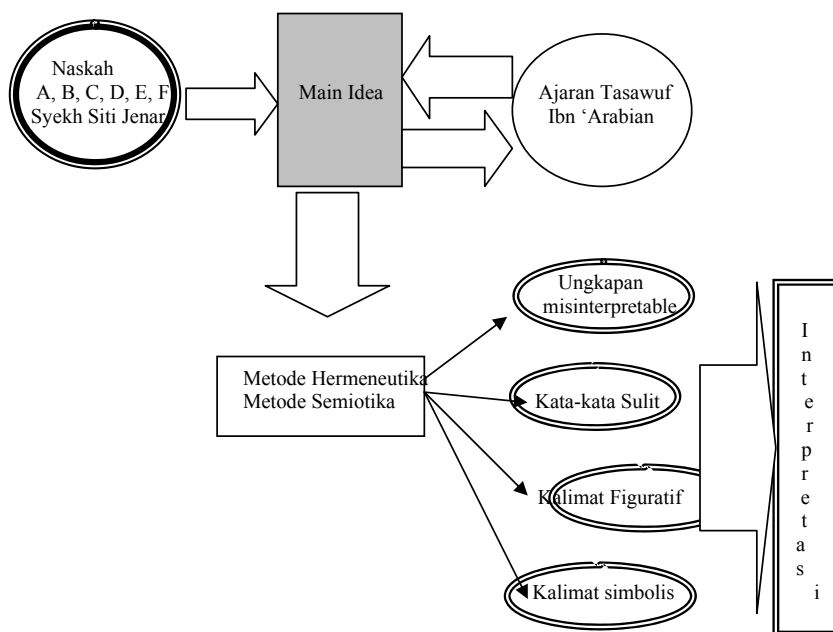 Naskah
A, B, C, D, E, F
Syekh Siti Jenar
Main Idea
Ajaran Tasawuf
Ibn ‘Arabian
Ungkapan
misinterpretable
Metode Hermeneutika
Metode Semiotika
Kata-kata Sulit
Kalimat Figuratif
Kalimat simbolis
I
n
t
e
r
p
r
e
t
a
s
i